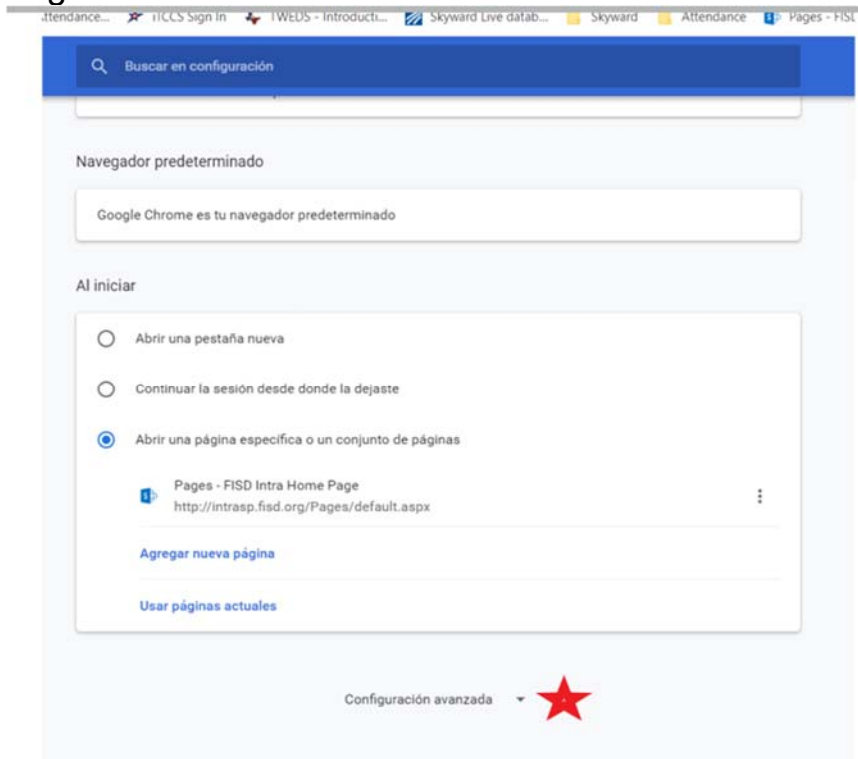 ttendance... iTCCS Sign In TWEDS - Introducti... Skyward Live datab... Skyward Attendance Pages - FISD
Buscar en configuración
Navegador predeterminado
Google Chrome es tu navegador predeterminado
Al iniciar
Abrir una pestaña nueva
Continuar la sesión desde donde la dejaste
Abrir una página específica o un conjunto de páginas
Pages - FISD Intra Home Page
http://intrasp.fisd.org/Pages/default.aspx
Agregar nueva página
Usar páginas actuales
Configuración avanzada